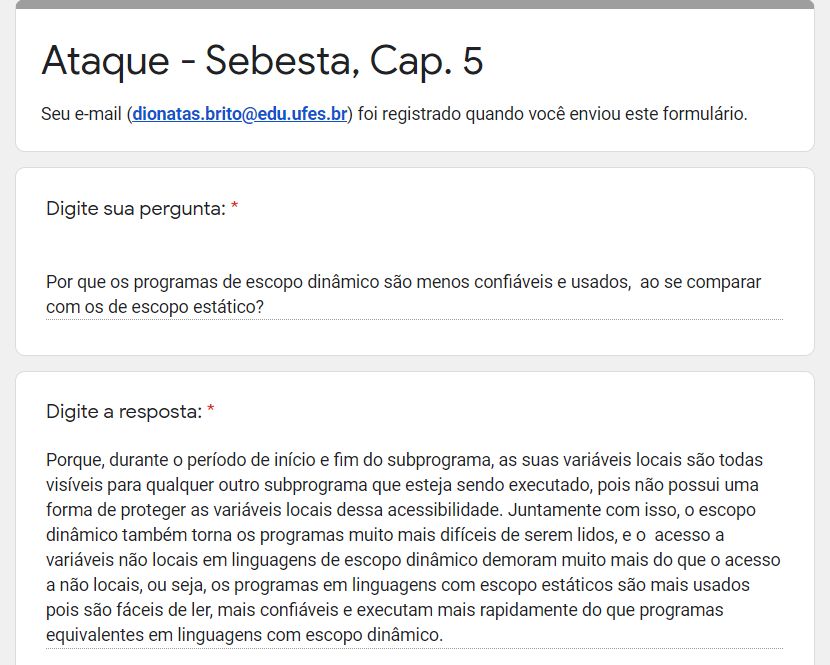 Ataque - Sebesta, Cap. 5
Seu e-mail (dionatas.brito@edu.ufes.br) foi registrado quando você enviou este formulário.
Digite sua pergunta: *
Por que os programas de escopo dinâmico são menos confiáveis e usados,  ao se comparar
com os de escopo estático?
Digite a resposta: *
Porque, durante o período de início e fim do subprograma, as suas variáveis locais são todas
visíveis para qualquer outro subprograma que esteja sendo executado, pois não possui uma
forma de proteger as variáveis locais dessa acessibilidade. Juntamente com isso, o escopo
dinâmico também torna os programas muito mais difíceis de serem lidos, e o  acesso a
variáveis não locais em linguagens de escopo dinâmico demoram muito mais do que o acesso
a não locais, ou seja, os programas em linguagens com escopo estáticos são mais usados
pois são fáceis de ler, mais confiáveis e executam mais rapidamente do que programas
equivalentes em linguagens com escopo dinâmico.